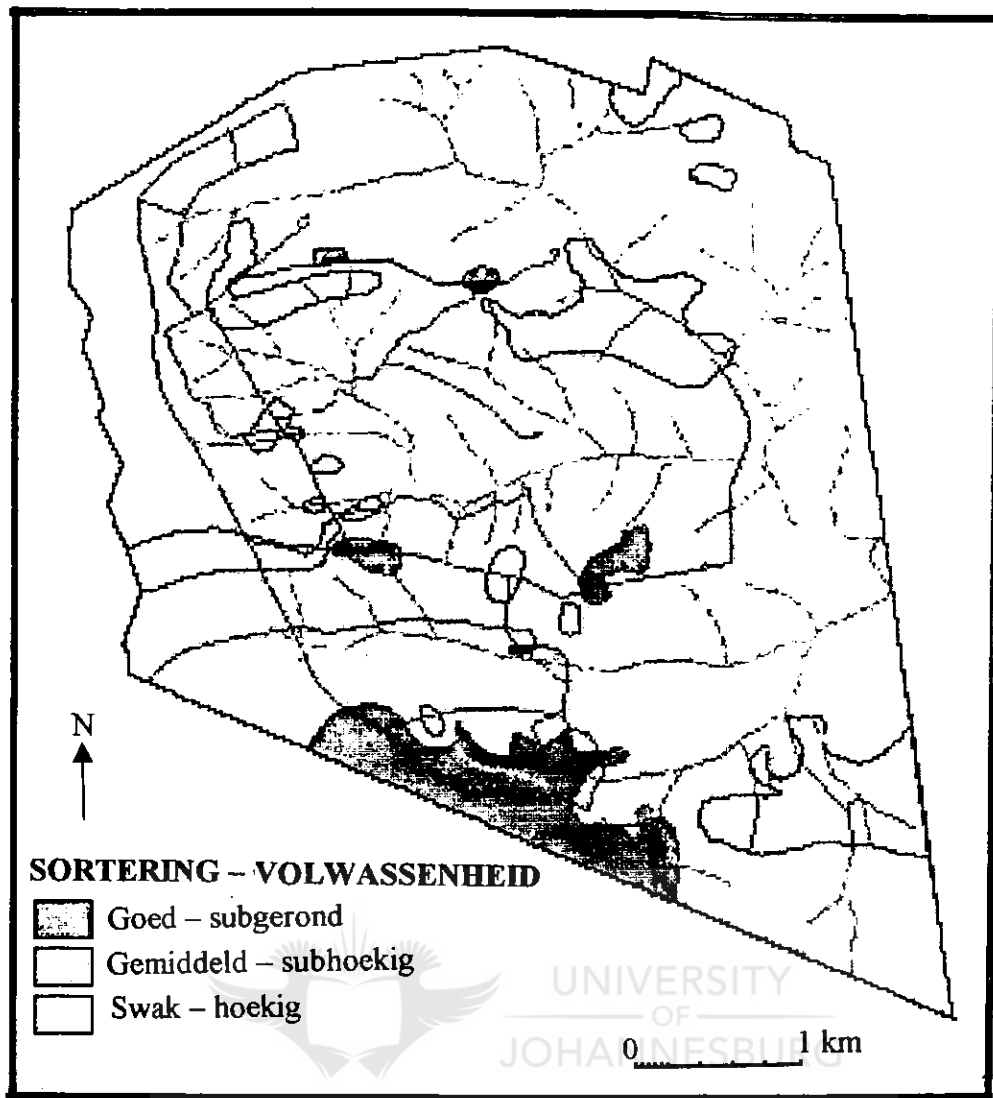 N
SORTERING – VOLWASSENHEID
Goed – subgerond
Gemiddeld – subhoekig
Swak – hoekig
UNIVERSITY
OF
JOHANNESBURG
0 1 km